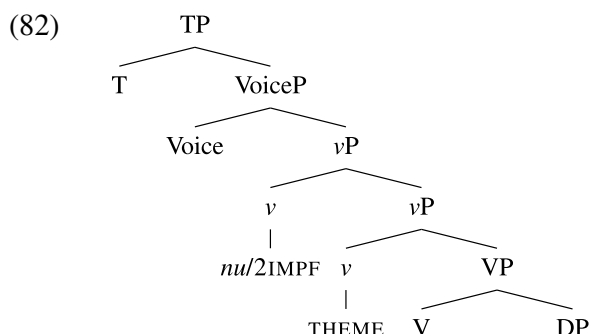 (82) TP
T VoiceP
Voice vP
v vP
nu/2IMPF v VP
THEME V DP